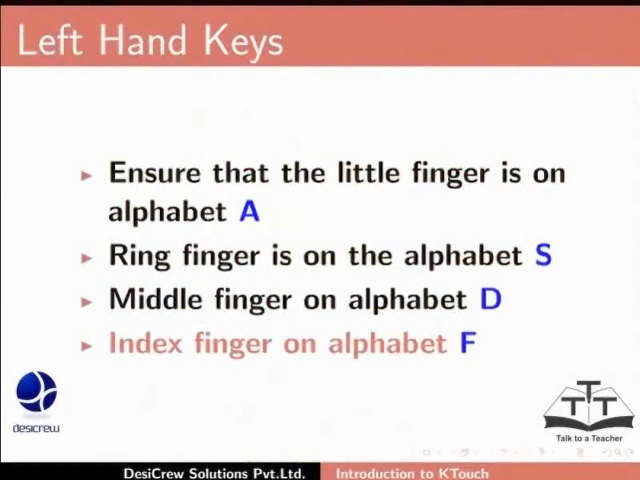 Left Hand Keys
Ensure that the little finger is on
alphabet A
Ring finger is on the alphabet S
Middle finger on alphabet D
Index finger on alphabet F
desicrew
TTT
Talk to a Teacher
DesiCrew Solutions Pvt.Ltd. Introduction to KTouch